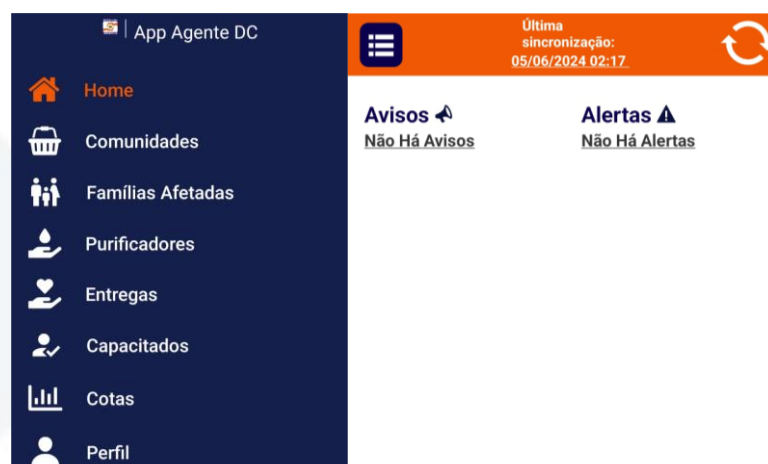 App Agente DC
Home
Comunidades
Famílias Afetadas
Purificadores
Entregas
Capacitados
Cotas
Perfil
Última
sincronização:
05/06/2024 02:17
Avisos
Não Há Avisos
Alertas
Não Há Alertas